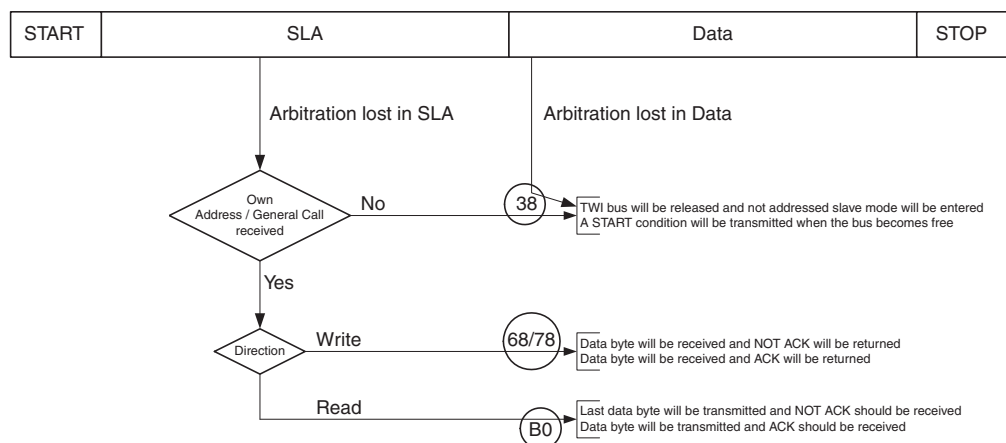 START SLA Data STOP
Arbitration lost in SLA Arbitration lost in Data
Own
Address / General Call
received
No 38 TWI bus will be released and not addressed slave mode will be entered
A START condition will be transmitted when the bus becomes free
Yes
Direction Write 68/78 Data byte will be received and NOT ACK will be returned
Data byte will be received and ACK will be returned
Read B0 Last data byte will be transmitted and NOT ACK should be received
Data byte will be transmitted and ACK should be received